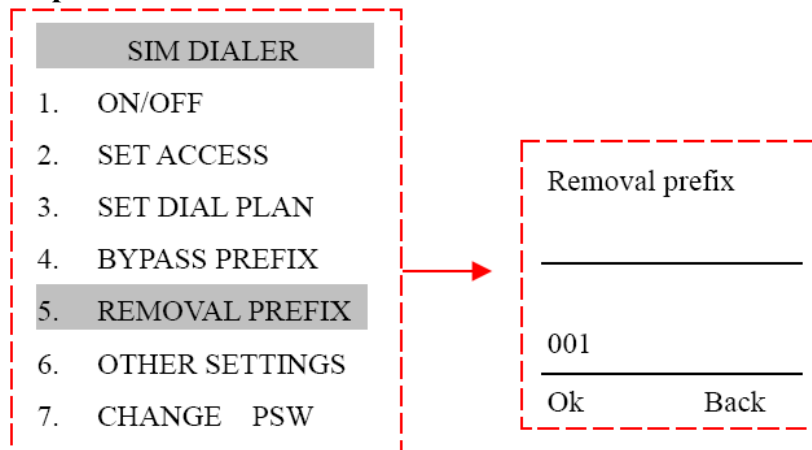 SIM DIALER
1. ON/OFF
2. SET ACCESS
3. SET DIAL PLAN
4. BYPASS PREFIX
5. REMOVAL PREFIX
6. OTHER SETTINGS
7. CHANGE PSW
Removal prefix
001
Ok Back